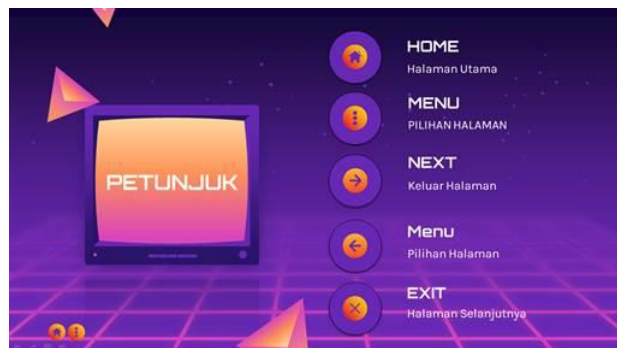 PETUNJUK
HOME
Halaman Utama
MENU
PILIHAN HALAMAN
NEXT
Keluar Halaman
Menu
Pilihan Halaman
EXIT
Halaman Selanjutnya